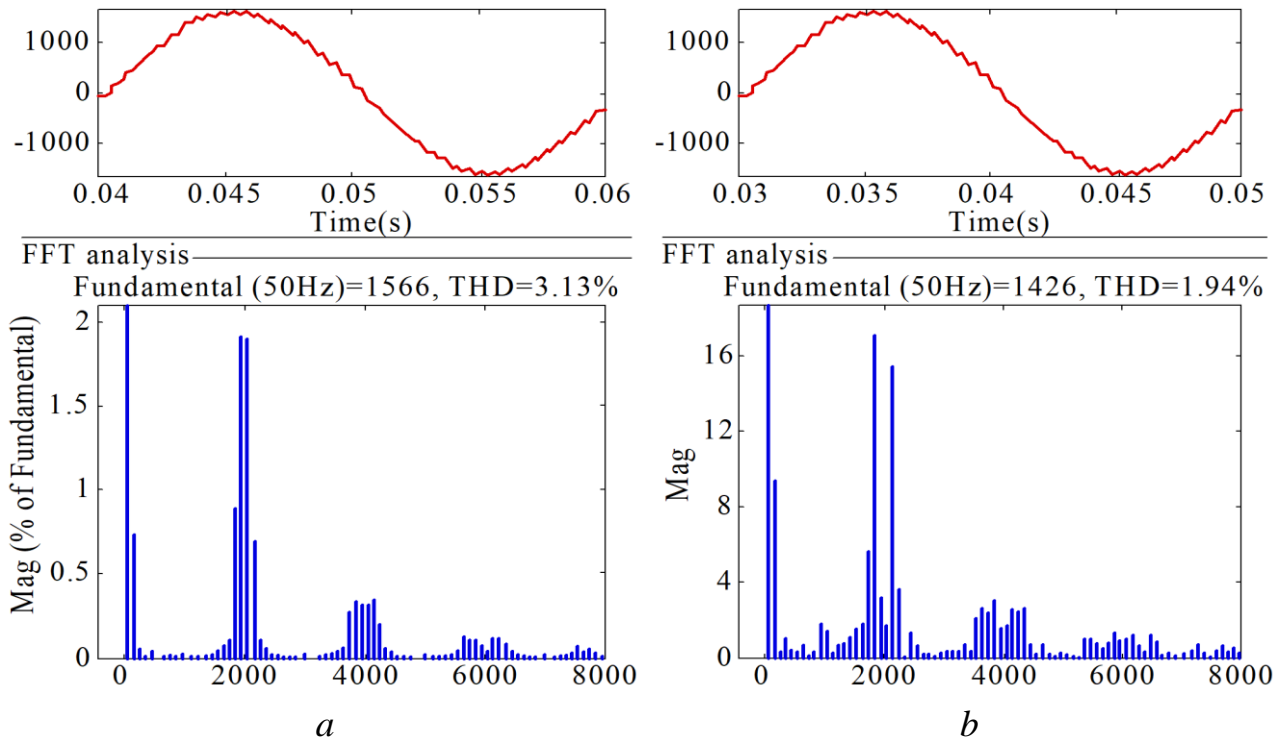 1000
0
-1000
0.04 0.045 0.05 0.055 0.06
Time(s)
FFT analysis
Fundamental (50Hz)=1566, THD=3.13%
Mag (% of Fundamental)
2
1.5
1
0.5
0
0 2000 4000 6000 8000
a
1000
0
-1000
0.03 0.035 0.04 0.045 0.05
Time(s)
FFT analysis
Fundamental (50Hz)=1426, THD=1.94%
Mag
16
12
8
4
0
0 2000 4000 6000 8000
b